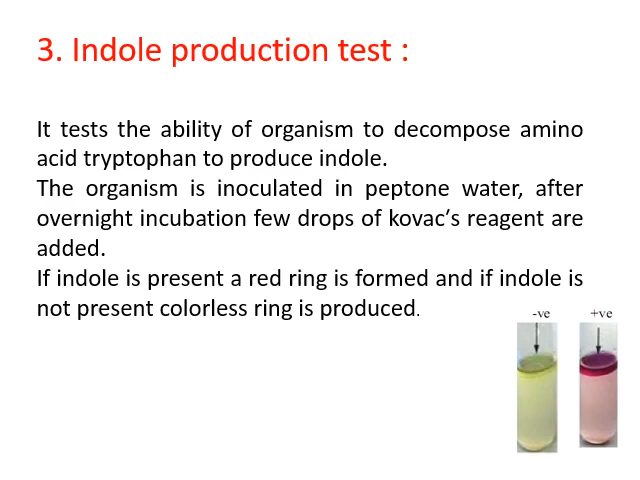 3. Indole production test :
It tests the ability of organism to decompose amino
acid tryptophan to produce indole.
The organism is inoculated in peptone water, after
overnight incubation few drops of kovac’s reagent are
added.
If indole is present a red ring is formed and if indole is
not present colorless ring is produced.
-ve +ve